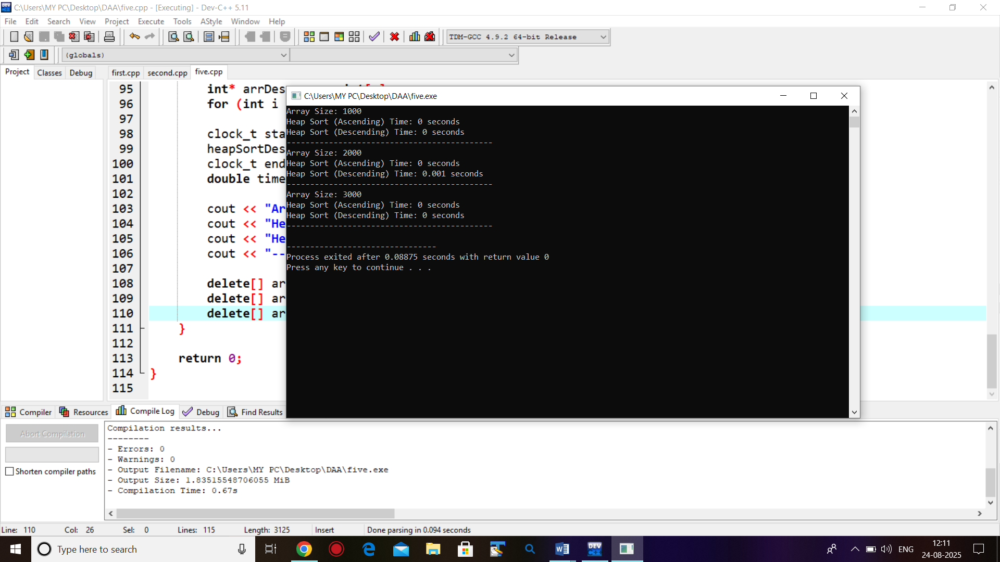 C:\Users\MY PC\Desktop\DAA\five.cpp - [Executing] - Dev-C++ 5.11
File Edit Search View Project Execute Tools AStyle Window Help
TDM-GCC 4.9.2 64-bit Release
(globals)
Project Classes Debug
first.cpp second.cpp five.cpp
95 int* arrDes
96 for (int i
97
98 clock_t sta
99 heapSortDes
100 clock_t end
101 double time
102
103 cout << "Ar
104 cout << "He
105 cout << "He
106 cout << "--
107
108 delete[] ar
109 delete[] ar
110 delete[] ar
111 }
112
113 return 0;
114 }
115
C:\Users\MY PC\Desktop\DAA\five.exe
Array Size: 1000
Heap Sort (Ascending) Time: 0 seconds
Heap Sort (Descending) Time: 0 seconds
--------------------------------------------
Array Size: 2000
Heap Sort (Ascending) Time: 0 seconds
Heap Sort (Descending) Time: 0.001 seconds
--------------------------------------------
Array Size: 3000
Heap Sort (Ascending) Time: 0 seconds
Heap Sort (Descending) Time: 0 seconds
--------------------------------------------
--------------------------------
Process exited after 0.08875 seconds with return value 0
Press any key to continue . . .
Compiler Resources Compile Log Debug Find Results
Abort Compilation
Shorten compiler paths
Compilation results...
--------
- Errors: 0
- Warnings: 0
- Output Filename: C:\Users\MY PC\Desktop\DAA\five.exe
- Output Size: 1.83515548706055 MiB
- Compilation Time: 0.67s
Line: 110 Col: 26 Sel: 0 Lines: 115 Length: 3125 Insert Done parsing in 0.094 seconds
Type here to search
ENG
12:11
24-08-2025